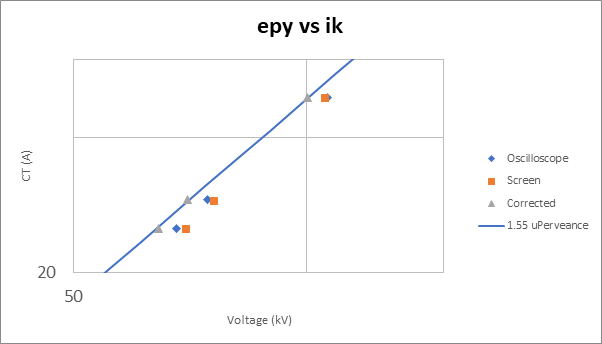 epy vs ik
CT (A)
20
50
Voltage (kV)
Oscilloscope
Screen
Corrected
1.55 uPerveance